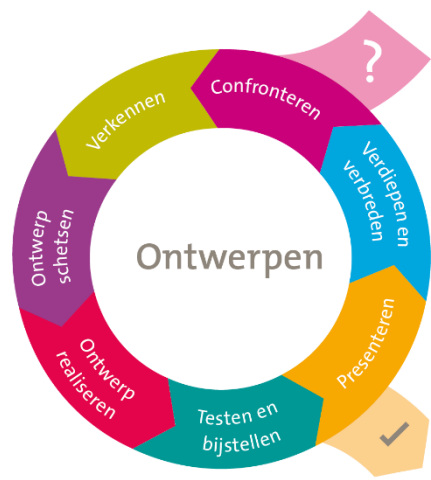 ?
Confronteren
Verkennen
Ontwerp
schetsen
Ontwerp
realiseren
Testen en
bijstellen
Presenteren
Verdiepen en
verbreden
Ontwerpen